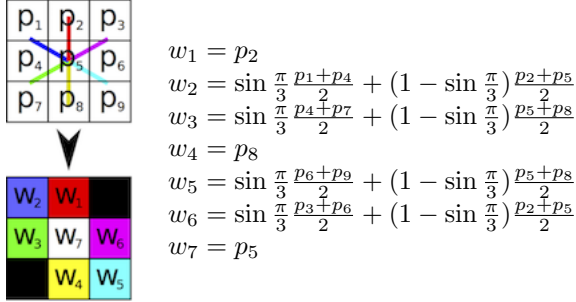 p₁ p₂ p₃
p₄ p₅ p₆
p₇ p₈ p₉
w₂ w₁
w₃ w₇ w₆
w₄ w₅
w₁ = p₂
w₂ = sin π/3 (p₁+p₄)/2 + (1 − sin π/3) (p₂+p₅)/2
w₃ = sin π/3 (p₄+p₇)/2 + (1 − sin π/3) (p₅+p₈)/2
w₄ = p₈
w₅ = sin π/3 (p₆+p₉)/2 + (1 − sin π/3) (p₅+p₈)/2
w₆ = sin π/3 (p₃+p₆)/2 + (1 − sin π/3) (p₂+p₅)/2
w₇ = p₅